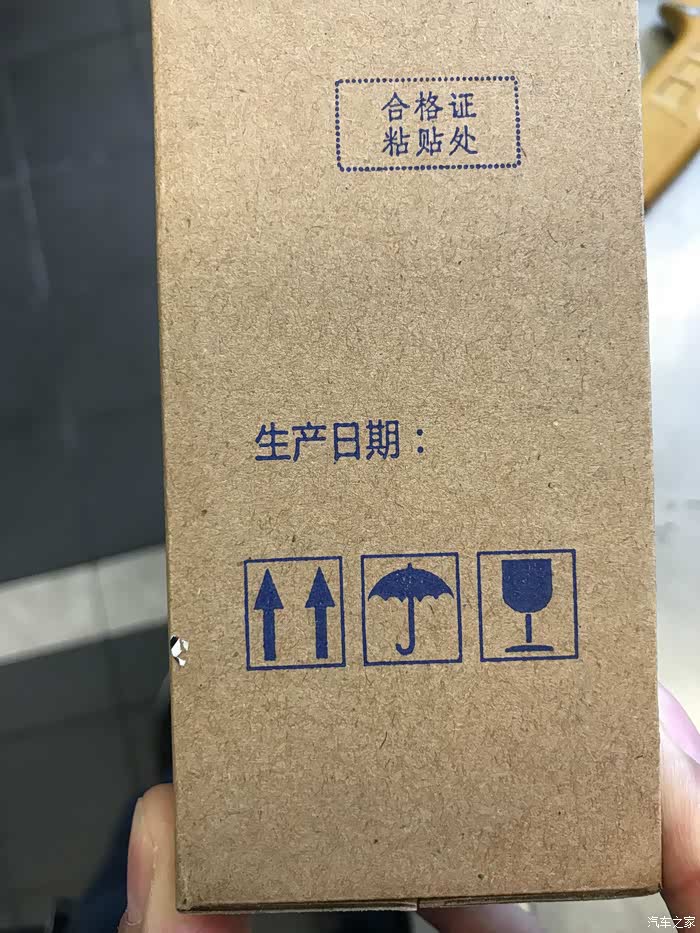 合格证
粘贴处
生产日期：
汽车之家